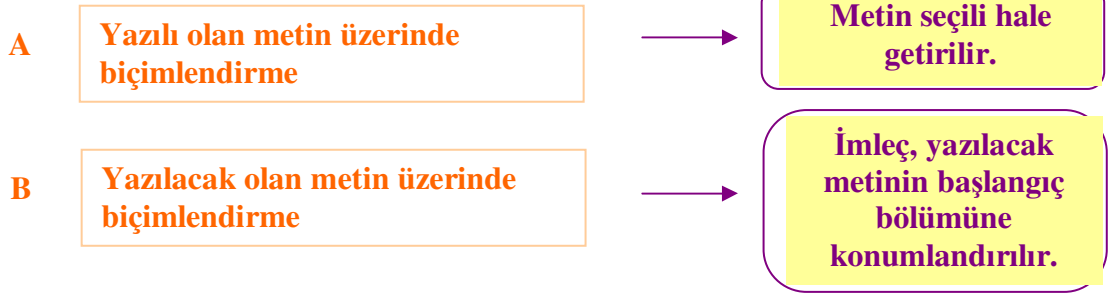 A
Yazılı olan metin üzerinde
biçimlendirme
Metin seçili hale
getirilir.
B
Yazılacak olan metin üzerinde
biçimlendirme
İmleç, yazılacak
metinin başlangıç
bölümüne
konumlandırılır.